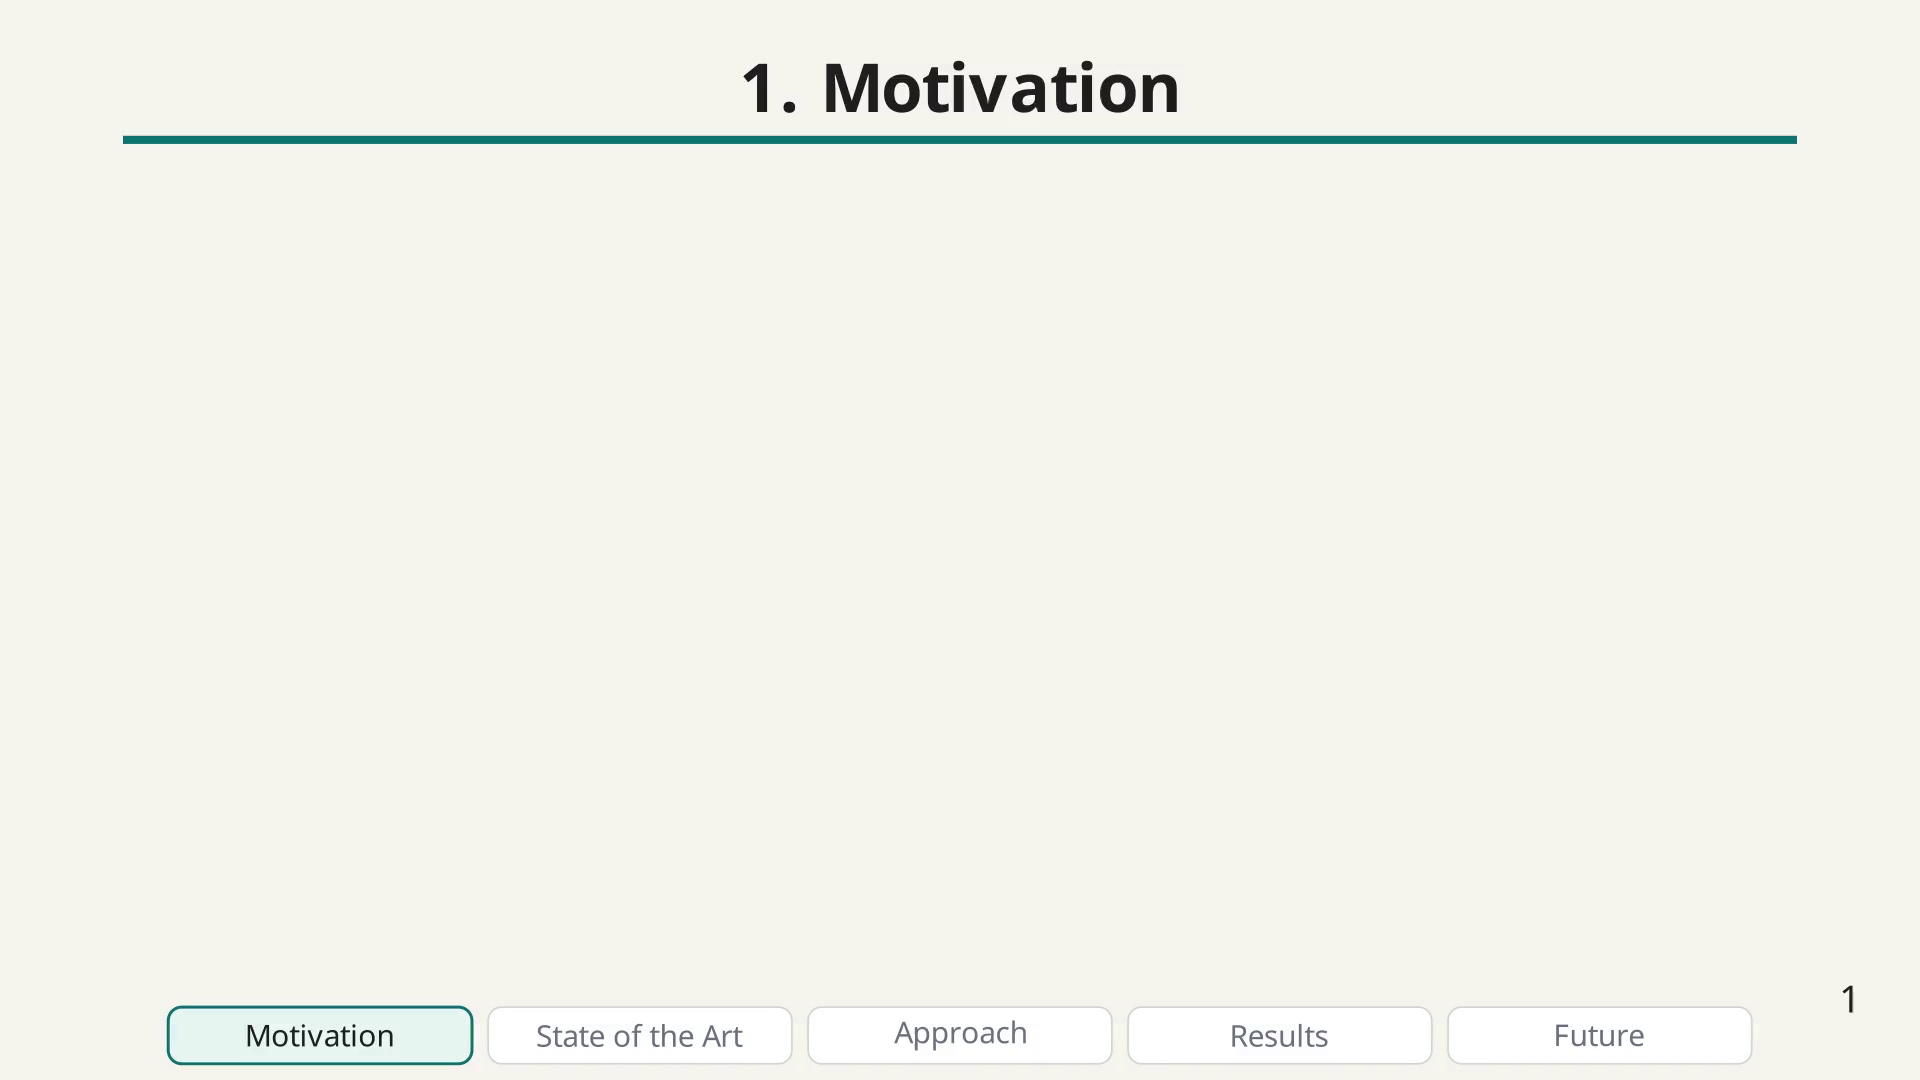 1. Motivation
1
Motivation
State of the Art
Approach
Results
Future